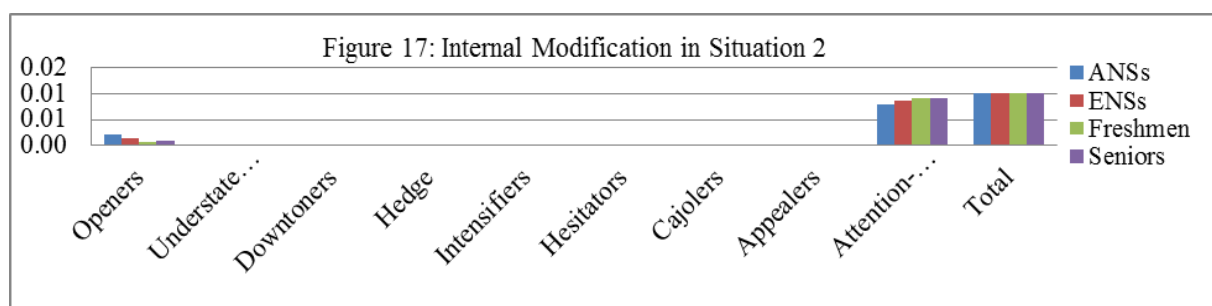 Figure 17: Internal Modification in Situation 2
0.02
0.01
0.01
0.00
ANSs
ENSs
Freshmen
Seniors
Openers
Understate…
Downtoners
Hedge
Intensifiers
Hesitators
Cajolers
Appealers
Attention-…
Total